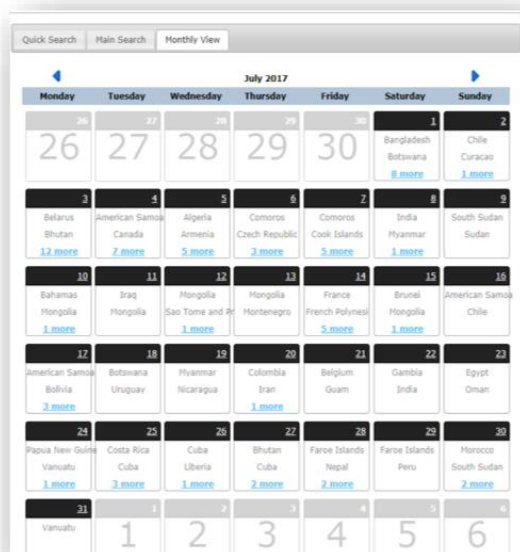 Quick Search Main Search Monthly View
July 2017
Monday Tuesday Wednesday Thursday Friday Saturday Sunday
26 27 28 29 30 1 2
26 27 28 29 30 Bangladesh Chile
Botswana Curacao
8 more 1 more
3 4 5 6 7 8 9
Belarus American Samoa Algeria Comoros Comoros India South Sudan
Bhutan Canada Armenia Czech Republic Cook Islands Myanmar Sudan
12 more 7 more 5 more 3 more 5 more 1 more
10 11 12 13 14 15 16
Bahamas Iraq Mongolia Mongolia France Brunei American Samoa
Mongolia Mongolia Sao Tome and Pr Montenegro French Polynesi Mongolia Chile
1 more 1 more 5 more 1 more
17 18 19 20 21 22 23
American Samoa Botswana Myanmar Colombia Belgium Gambia Egypt
Bolivia Uruguay Nicaragua Iran Guam India Oman
3 more 1 more
24 25 26 27 28 29 30
Papua New Guine Costa Rica Cuba Bhutan Faroe Islands Faroe Islands Morocco
Vanuatu Cuba Liberia Cuba Nepal Peru South Sudan
1 more 3 more 1 more 2 more 2 more 2 more
31 1 2 3 4 5 6
Vanuatu 1 2 3 4 5 6